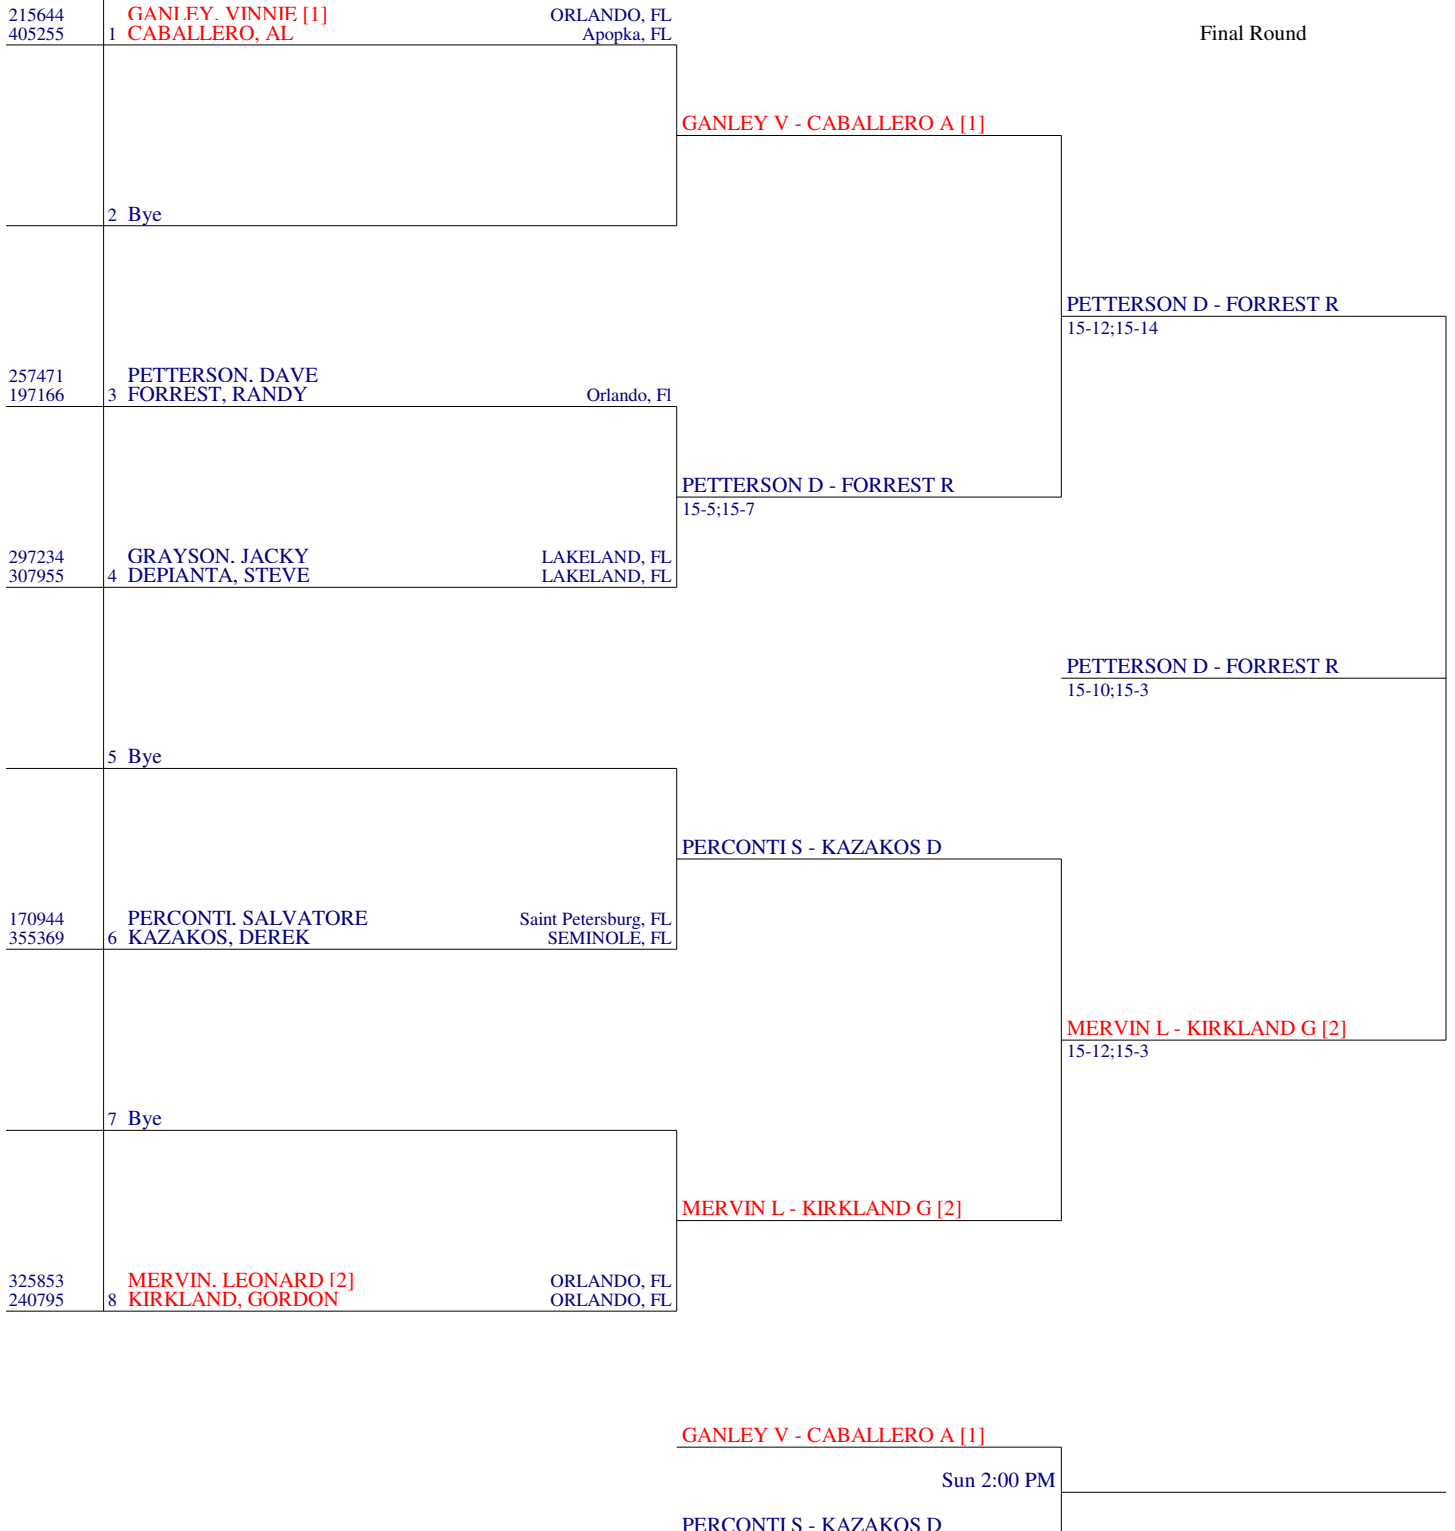 215644 GANLEY, VINNIE [1] ORLANDO, FL
405255 1 CABALLERO, AL Apopka, FL
Final Round
GANLEY V - CABALLERO A [1]
2 Bye
PETTERSON D - FORREST R
15-12;15-14
257471 PETTERSON, DAVE
197166 3 FORREST, RANDY Orlando, Fl
PETTERSON D - FORREST R
15-5;15-7
297234 GRAYSON, JACKY LAKELAND, FL
307955 4 DEPIANTA, STEVE LAKELAND, FL
PETTERSON D - FORREST R
15-10;15-3
5 Bye
PERCONTI S - KAZAKOS D
170944 PERCONTI, SALVATORE Saint Petersburg, FL
355369 6 KAZAKOS, DEREK SEMINOLE, FL
MERVIN L - KIRKLAND G [2]
15-12;15-3
7 Bye
MERVIN L - KIRKLAND G [2]
325853 MERVIN, LEONARD [2] ORLANDO, FL
240795 8 KIRKLAND, GORDON ORLANDO, FL
GANLEY V - CABALLERO A [1]
Sun 2:00 PM
PERCONTI S - KAZAKOS D